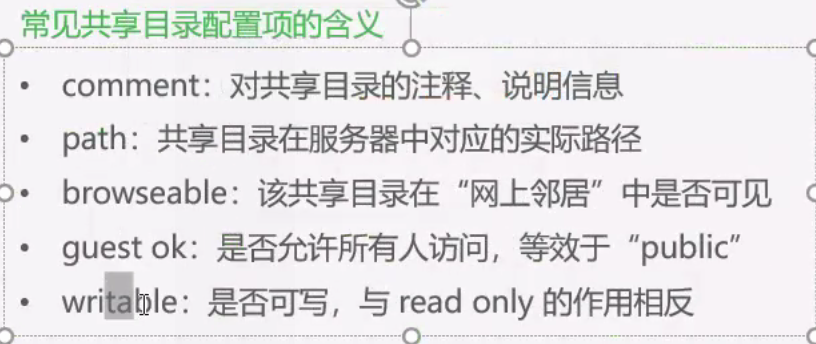 常见共享目录配置项的含义
• comment：对共享目录的注释、说明信息
• path：共享目录在服务器中对应的实际路径
• browseable：该共享目录在“网上邻居”中是否可见
• guest ok：是否允许所有人访问，等效于“public”
• writable：是否可写，与 read only 的作用相反